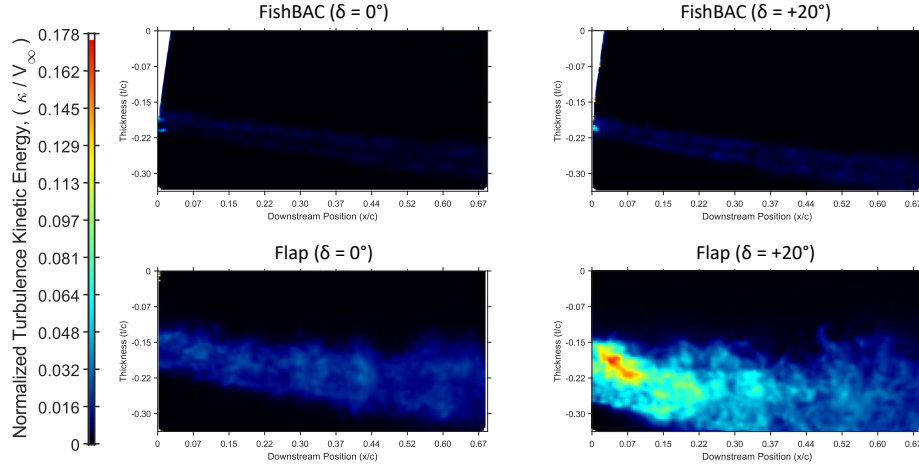 Normalized Turbulence Kinetic Energy, ( κ / V∞ )
0.178
0.162
0.145
0.129
0.113
0.097
0.081
0.064
0.048
0.032
0.016
0
FishBAC (δ = 0°)
Thickness (t/c)
0
-0.07
-0.15
-0.22
-0.30
0 0.07 0.15 0.22 0.30 0.37 0.44 0.52 0.60 0.67
Downstream Position (x/c)
FishBAC (δ = +20°)
Thickness (t/c)
0
-0.07
-0.15
-0.22
-0.30
0 0.07 0.15 0.22 0.30 0.37 0.44 0.52 0.60 0.67
Downstream Position (x/c)
Flap (δ = 0°)
Thickness (t/c)
0
-0.07
-0.15
-0.22
-0.30
0 0.07 0.15 0.22 0.30 0.37 0.44 0.52 0.60 0.67
Downstream Position (x/c)
Flap (δ = +20°)
Thickness (t/c)
0
-0.07
-0.15
-0.22
-0.30
0 0.07 0.15 0.22 0.30 0.37 0.44 0.52 0.60 0.67
Downstream Position (x/c)